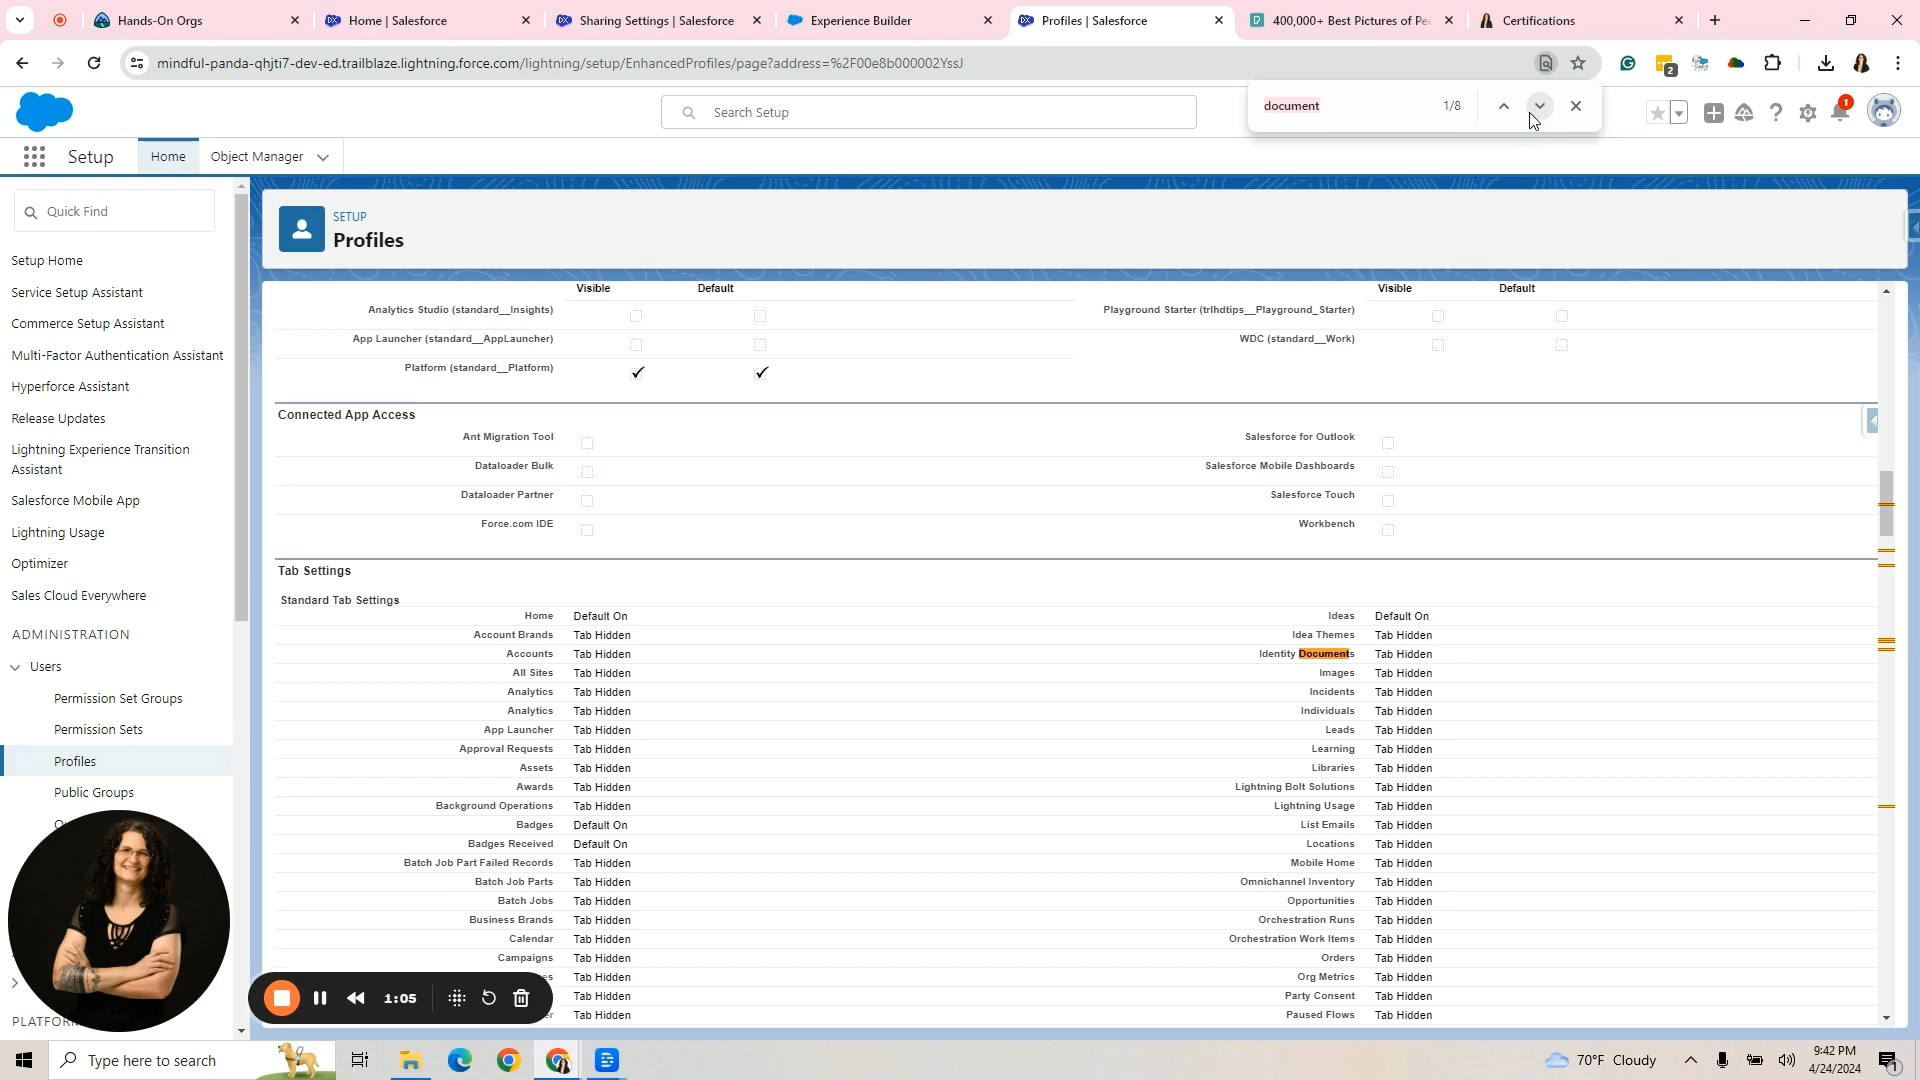 Hands-On Orgs
Home | Salesforce
Sharing Settings | Salesforce
Experience Builder
Profiles | Salesforce
400,000+ Best Pictures of Pe
Certifications
mindful-panda-qhjti7-dev-ed.trailblaze.lightning.force.com/lightning/setup/EnhancedProfiles/page?address=%2F00e8b000002YssJ
2
document
1/8
Search Setup
1
Setup
Home
Object Manager
Quick Find
Setup Home
Service Setup Assistant
Commerce Setup Assistant
Multi-Factor Authentication Assistant
Hyperforce Assistant
Release Updates
Lightning Experience Transition
Assistant
Salesforce Mobile App
Lightning Usage
Optimizer
Sales Cloud Everywhere
ADMINISTRATION
Users
Permission Set Groups
Permission Sets
Profiles
Public Groups
SETUP
Profiles
Visible Default Visible Default
Analytics Studio (standard__Insights) Playground Starter (trlhdtips__Playground_Starter)
App Launcher (standard__AppLauncher) WDC (standard__Work)
Platform (standard__Platform)
Connected App Access
Ant Migration Tool Salesforce for Outlook
Dataloader Bulk Salesforce Mobile Dashboards
Dataloader Partner Salesforce Touch
Force.com IDE Workbench
Tab Settings
Standard Tab Settings
Home Default On Ideas Default On
Account Brands Tab Hidden Idea Themes Tab Hidden
Accounts Tab Hidden Identity Documents Tab Hidden
All Sites Tab Hidden Images Tab Hidden
Analytics Tab Hidden Incidents Tab Hidden
Analytics Tab Hidden Individuals Tab Hidden
App Launcher Tab Hidden Leads Tab Hidden
Approval Requests Tab Hidden Learning Tab Hidden
Assets Tab Hidden Libraries Tab Hidden
Awards Tab Hidden Lightning Bolt Solutions Tab Hidden
Background Operations Tab Hidden Lightning Usage Tab Hidden
Badges Default On List Emails Tab Hidden
Badges Received Default On Locations Tab Hidden
Batch Job Part Failed Records Tab Hidden Mobile Home Tab Hidden
Batch Job Parts Tab Hidden Omnichannel Inventory Tab Hidden
Batch Jobs Tab Hidden Opportunities Tab Hidden
Business Brands Tab Hidden Orchestration Runs Tab Hidden
Calendar Tab Hidden Orchestration Work Items Tab Hidden
Campaigns Tab Hidden Orders Tab Hidden
Tab Hidden Org Metrics Tab Hidden
Tab Hidden Party Consent Tab Hidden
Tab Hidden Paused Flows Tab Hidden
1:05
Type here to search
70°F Cloudy
9:42 PM
4/24/2024
1